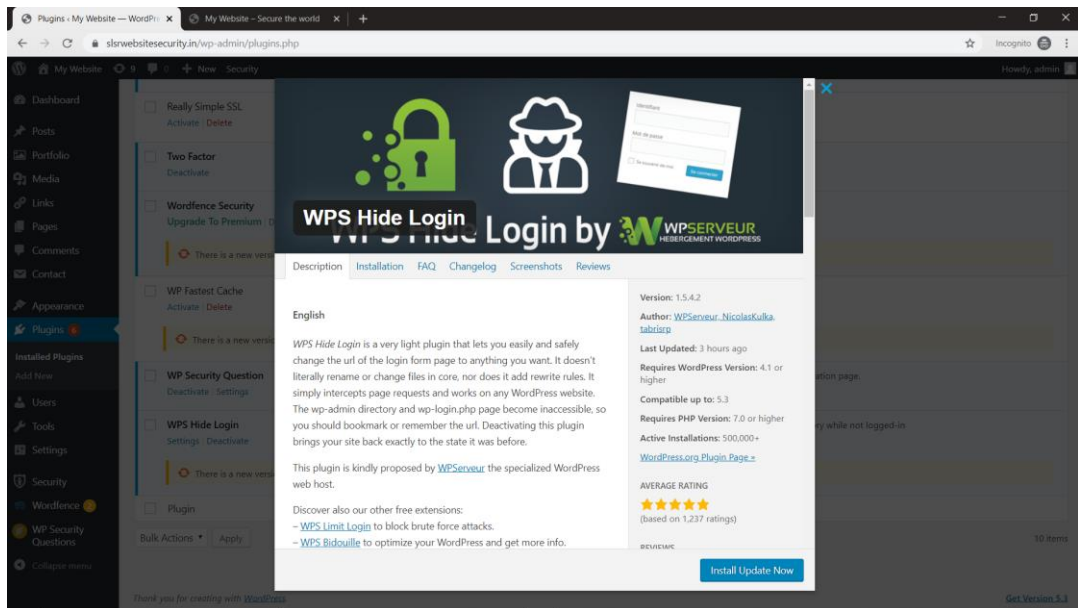 Plugins ‹ My Website — WordPre
My Website – Secure the world
slsrwebsitesecurity.in/wp-admin/plugins.php
Incognito
My Website 9 0 New Security
Howdy, admin
Dashboard
Posts
Portfolio
Media
Links
Pages
Comments
Contact
Appearance
Plugins 6
Installed Plugins
Add New
Users
Tools
Settings
Security
Wordfence 2
WP Security
Questions
Collapse menu
Really Simple SSL
Activate | Delete
Two Factor
Deactivate
Wordfence Security
Upgrade To Premium | D
There is a new vers
WP Fastest Cache
Activate | Delete
There is a new versi
WP Security Question
Deactivate | Settings
ation page.
WPS Hide Login
Settings | Deactivate
ry while not logged-in
There is a new vers
Plugin
Bulk Actions
Apply
10 items
Thank you for creating with WordPress.
Get Version 5.3
Identifiant
Mot de passe
Se souvenir de moi
Se connecter
WPS Hide Login
WPS Hide Login by WPSERVEUR
HEBERGEMENT WORDPRESS
Description Installation FAQ Changelog Screenshots Reviews
English
WPS Hide Login is a very light plugin that lets you easily and safely
change the url of the login form page to anything you want. It doesn't
literally rename or change files in core, nor does it add rewrite rules. It
simply intercepts page requests and works on any WordPress website.
The wp-admin directory and wp-login.php page become inaccessible, so
you should bookmark or remember the url. Deactivating this plugin
brings your site back exactly to the state it was before.
This plugin is kindly proposed by WPServeur the specialized WordPress
web host.
Discover also our other free extensions:
– WPS Limit Login to block brute force attacks.
– WPS Bidouille to optimize your WordPress and get more info.
Version: 1.5.4.2
Author: WPServeur, NicolasKulka,
tabrisrp
Last Updated: 3 hours ago
Requires WordPress Version: 4.1 or
higher
Compatible up to: 5.3
Requires PHP Version: 7.0 or higher
Active Installations: 500,000+
WordPress.org Plugin Page »
AVERAGE RATING
(based on 1,237 ratings)
REVIEWS
Install Update Now